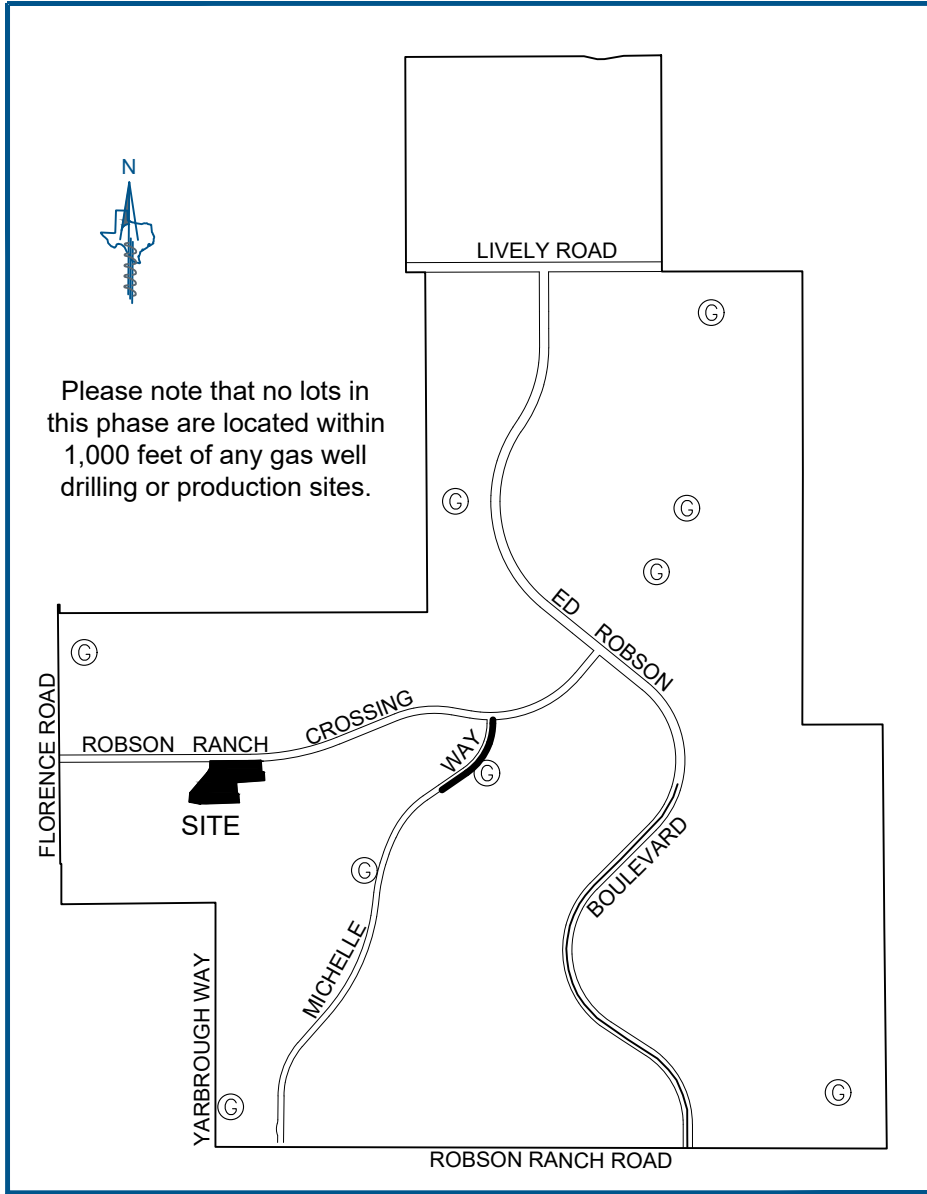 N
LIVELY ROAD
G
Please note that no lots in
this phase are located within
1,000 feet of any gas well
drilling or production sites.
G
G
G
ED ROBSON
G
CROSSING
ROBSON RANCH
WAY
G
FLORENCE ROAD
SITE
BOULEVARD
G
MICHELLE
YARBROUGH WAY
G
G
ROBSON RANCH ROAD